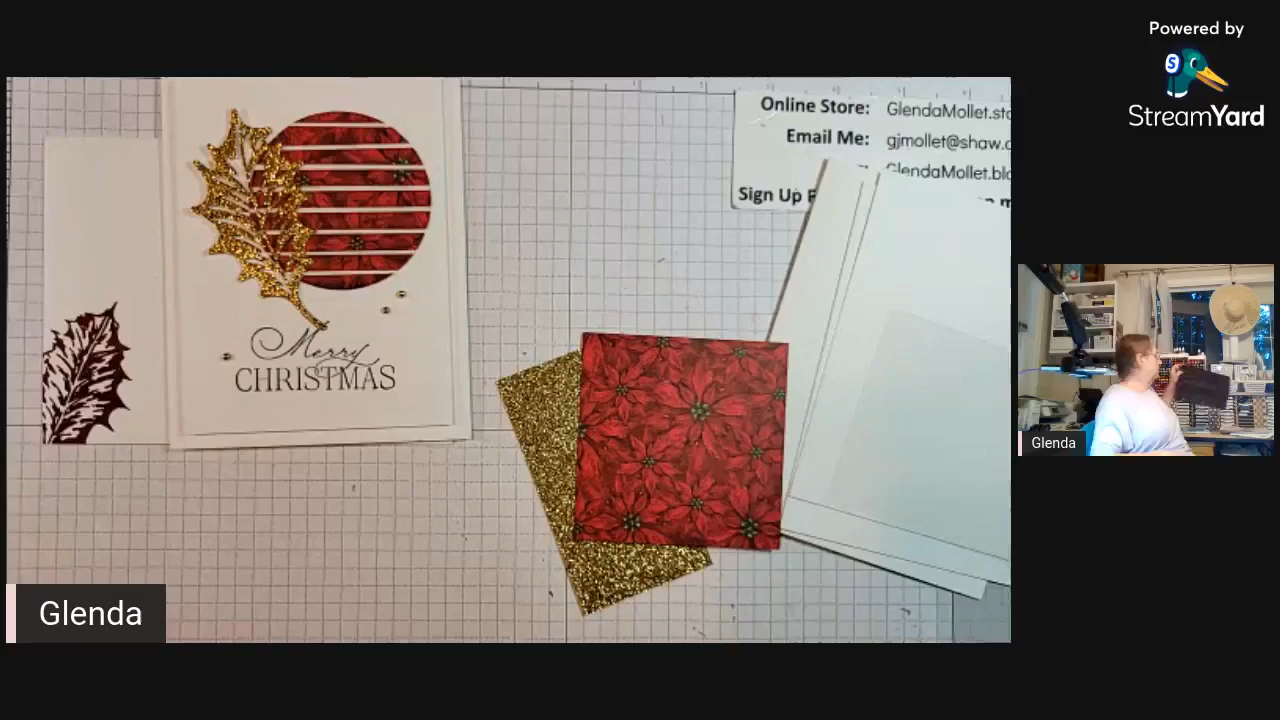 Powered by
S
StreamYard
Online Store: GlendaMollet.sto
Email Me: gjmollet@shaw.c
GlendaMollet.blo
Sign Up
Merry
CHRISTMAS
Glenda
Glenda